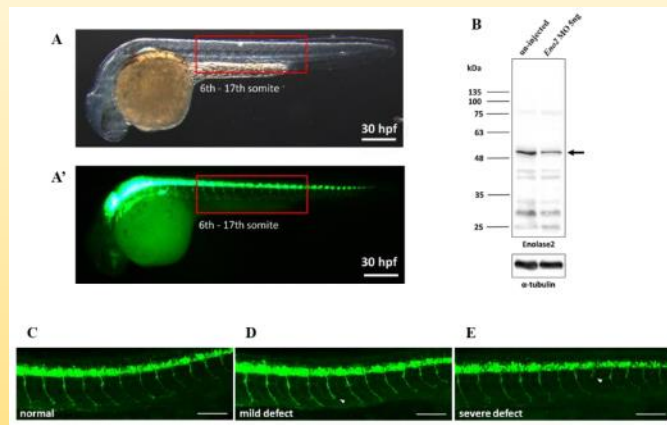 A
6th - 17th somite
30 hpf
A'
6th - 17th somite
30 hpf
B
un-injected
Eno2 MO 5ng
kDa
135
100
75
63
48
35
25
Enolase2
α-tubulin
C
normal
D
mild defect
E
severe defect